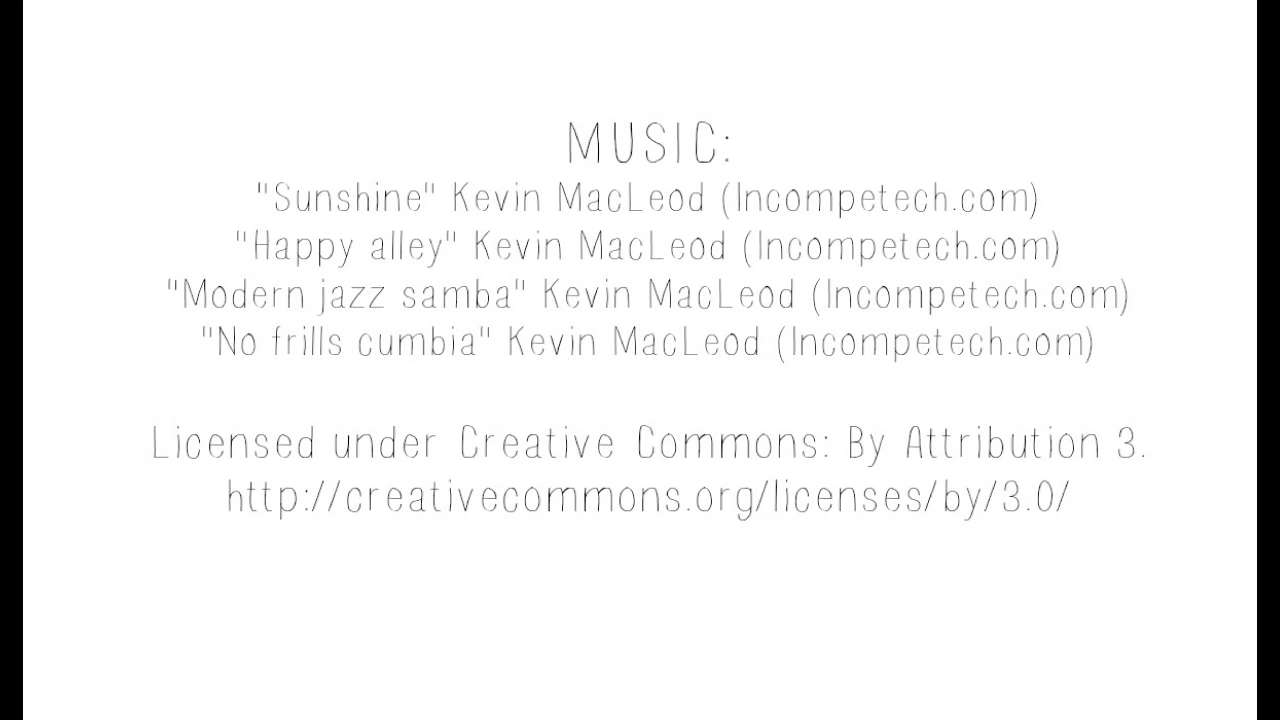 MUSIC:
"Sunshine" Kevin MacLeod (Incompetech.com)
"Happy alley" Kevin MacLeod (Incompetech.com)
"Modern jazz samba" Kevin MacLeod (Incompetech.com)
"No frills cumbia" Kevin MacLeod (Incompetech.com)
Licensed under Creative Commons: By Attribution 3.
http://creativecommons.org/licenses/by/3.0/